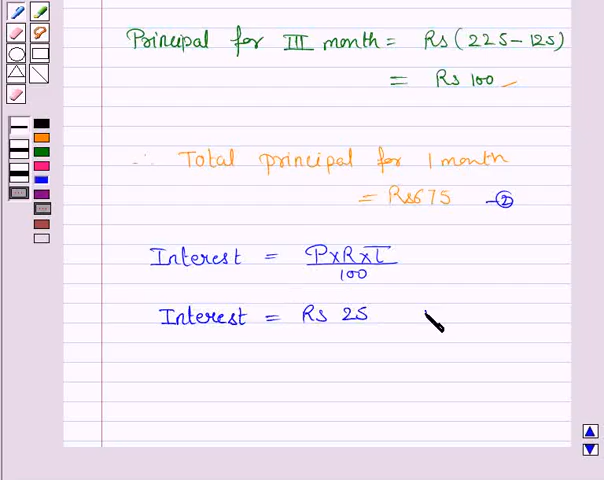 Principal for III month = Rs (225 - 125)
= Rs 100
∴ Total principal for 1 month
= Rs 675 - ②
Interest = P×R×T
100
Interest = Rs 25